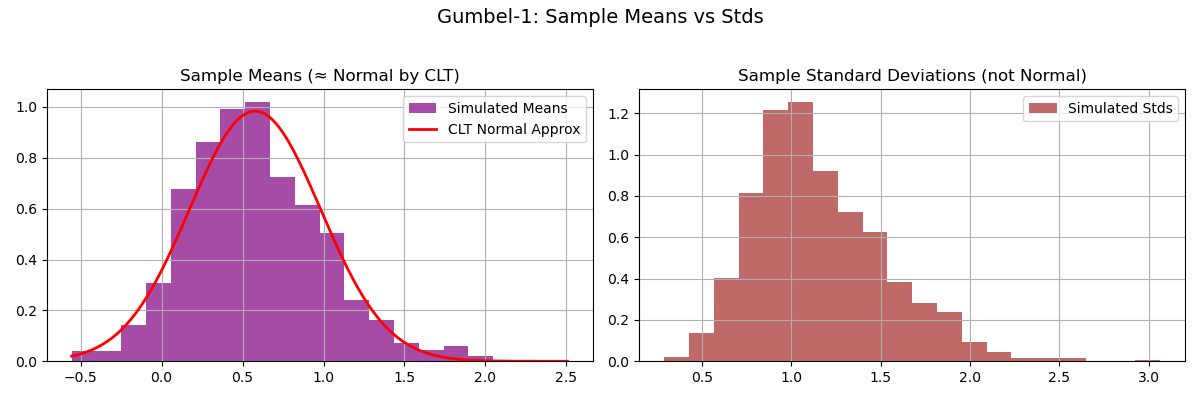 Gumbel-1: Sample Means vs Stds
Sample Means (≈ Normal by CLT)
Simulated Means
CLT Normal Approx
1.0
0.8
0.6
0.4
0.2
0.0
−0.5 0.0 0.5 1.0 1.5 2.0 2.5
Sample Standard Deviations (not Normal)
Simulated Stds
1.2
1.0
0.8
0.6
0.4
0.2
0.0
0.5 1.0 1.5 2.0 2.5 3.0